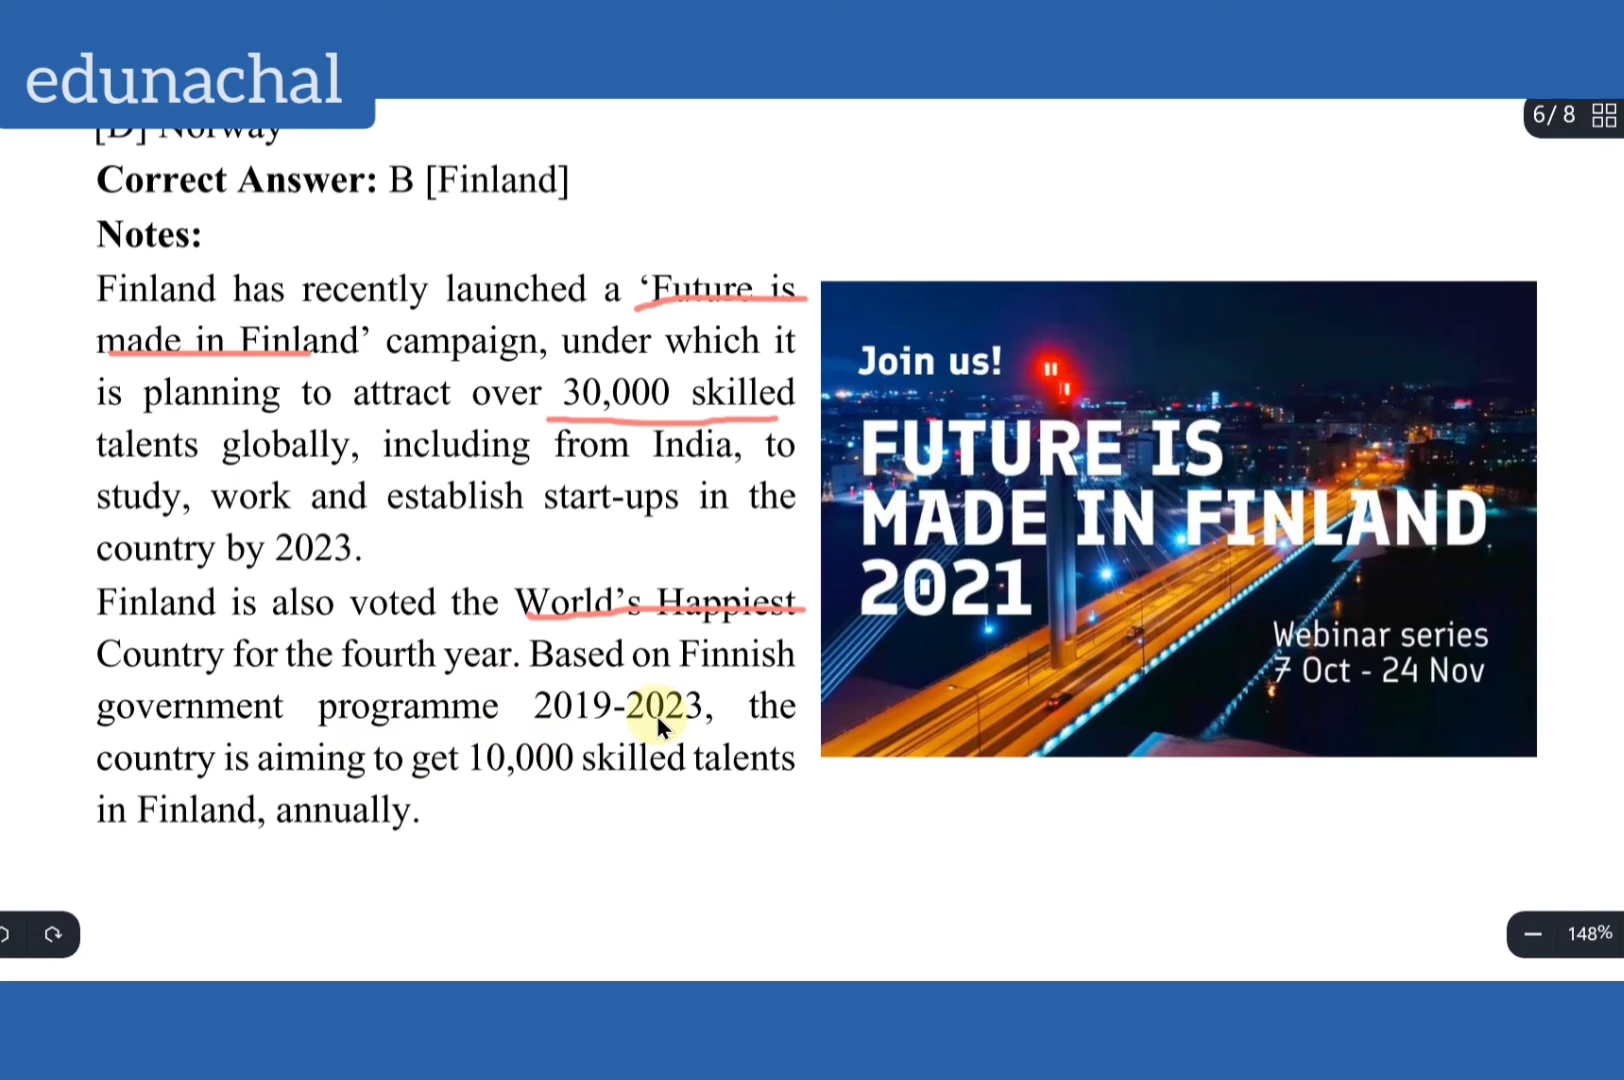 edunachal
[D] Norway
6/8
Correct Answer: B [Finland]
Notes:
Finland has recently launched a ‘Future is
made in Finland’ campaign, under which it
is planning to attract over 30,000 skilled
talents globally, including from India, to
study, work and establish start-ups in the
country by 2023.
Finland is also voted the World’s Happiest
Country for the fourth year. Based on Finnish
government programme 2019-2023, the
country is aiming to get 10,000 skilled talents
in Finland, annually.
Join us!
FUTURE IS
MADE IN FINLAND
2021
Webinar series
7 Oct - 24 Nov
148%